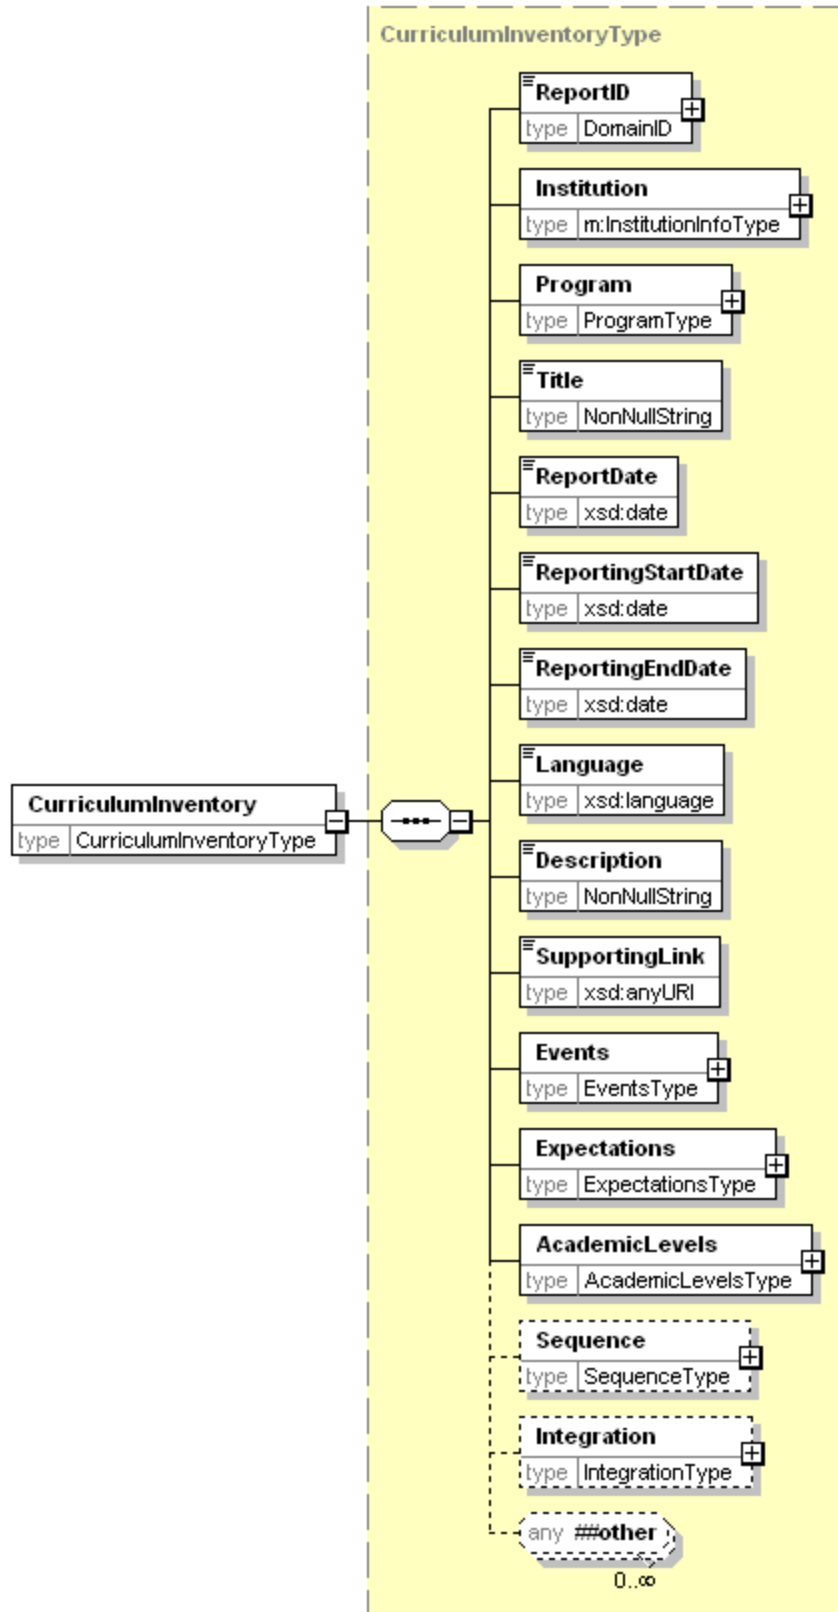 CurriculumInventoryType
ReportID
type DomainID
Institution
type m:InstitutionInfoType
Program
type ProgramType
Title
type NonNullString
ReportDate
type xsd:date
ReportingStartDate
type xsd:date
ReportingEndDate
type xsd:date
Language
type xsd:language
CurriculumInventory
type CurriculumInventoryType
Description
type NonNullString
SupportingLink
type xsd:anyURI
Events
type EventsType
Expectations
type ExpectationsType
AcademicLevels
type AcademicLevelsType
Sequence
type SequenceType
Integration
type IntegrationType
any ##other
0..∞